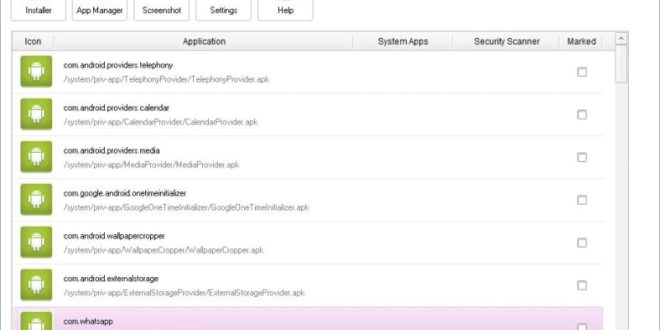 Installer App Manager Screenshot Settings Help
Icon Application System Apps Security Scanner Marked
com.android.providers.telephony
/system/priv-app/TelephonyProvider/TelephonyProvider.apk
com.android.providers.calendar
/system/priv-app/CalendarProvider/CalendarProvider.apk
com.android.providers.media
/system/priv-app/MediaProvider/MediaProvider.apk
com.google.android.onetimeinitializer
/system/priv-app/GoogleOneTimeInitializer/GoogleOneTimeInitializer.apk
com.android.wallpapercropper
/system/priv-app/WallpaperCropper/WallpaperCropper.apk
com.android.externalstorage
/system/priv-app/ExternalStorageProvider/ExternalStorageProvider.apk
com.whatsapp